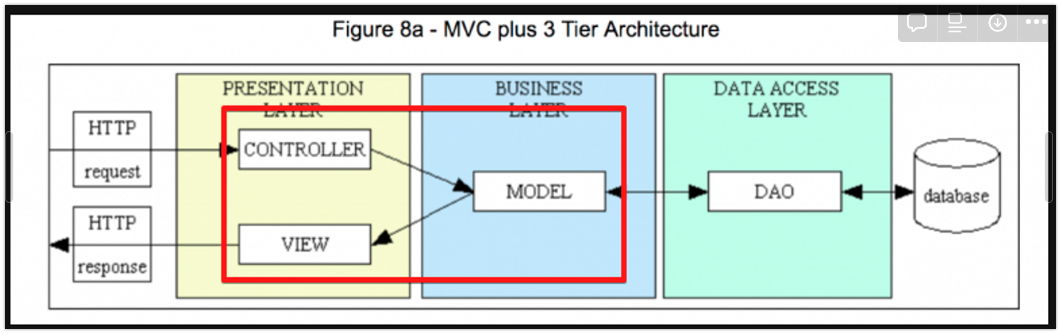 Figure 8a - MVC plus 3 Tier Architecture
PRESENTATION
LAYER
BUSINESS
LAYER
DATA ACCESS
LAYER
HTTP
request
CONTROLLER
MODEL
DAO
database
HTTP
response
VIEW